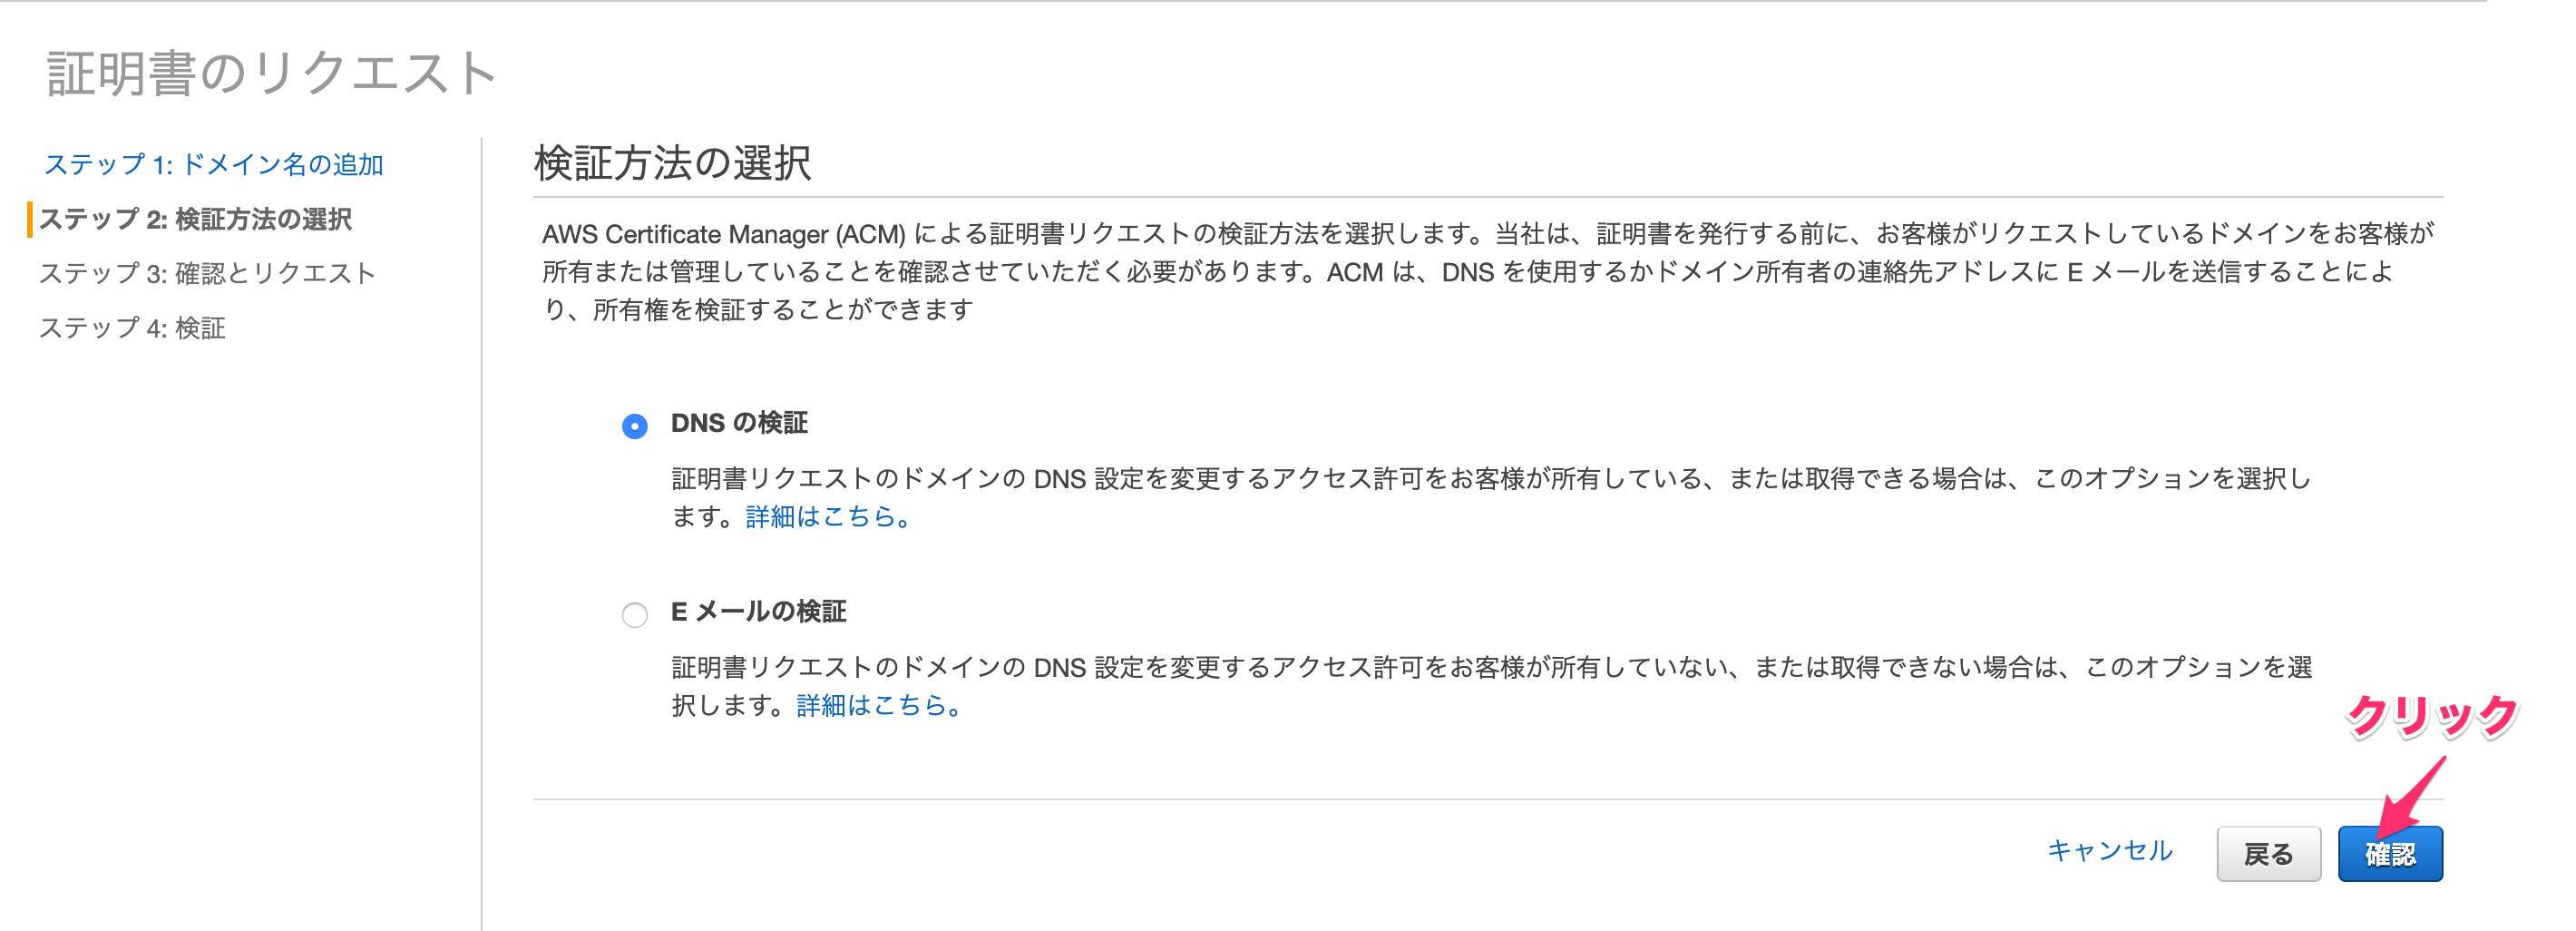 証明書のリクエスト
ステップ 1: ドメイン名の追加
ステップ 2: 検証方法の選択
ステップ 3: 確認とリクエスト
ステップ 4: 検証
検証方法の選択
AWS Certificate Manager (ACM) による証明書リクエストの検証方法を選択します。当社は、証明書を発行する前に、お客様がリクエストしているドメインをお客様が
所有または管理していることを確認させていただく必要があります。ACM は、DNS を使用するかドメイン所有者の連絡先アドレスに E メールを送信することによ
り、所有権を検証することができます
DNS の検証
証明書リクエストのドメインの DNS 設定を変更するアクセス許可をお客様が所有している、または取得できる場合は、このオプションを選択し
ます。詳細はこちら。
E メールの検証
証明書リクエストのドメインの DNS 設定を変更するアクセス許可をお客様が所有していない、または取得できない場合は、このオプションを選
択します。詳細はこちら。
クリック
キャンセル
戻る
確認